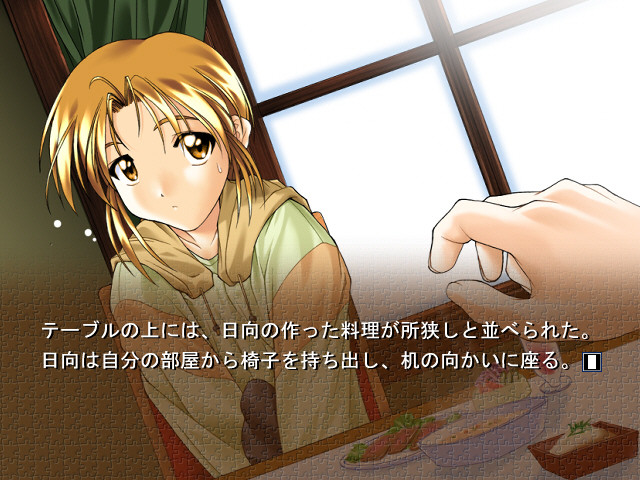 テーブルの上には、日向の作った料理が所狭しと並べられた。
日向は自分の部屋から椅子を持ち出し、机の向かいに座る。